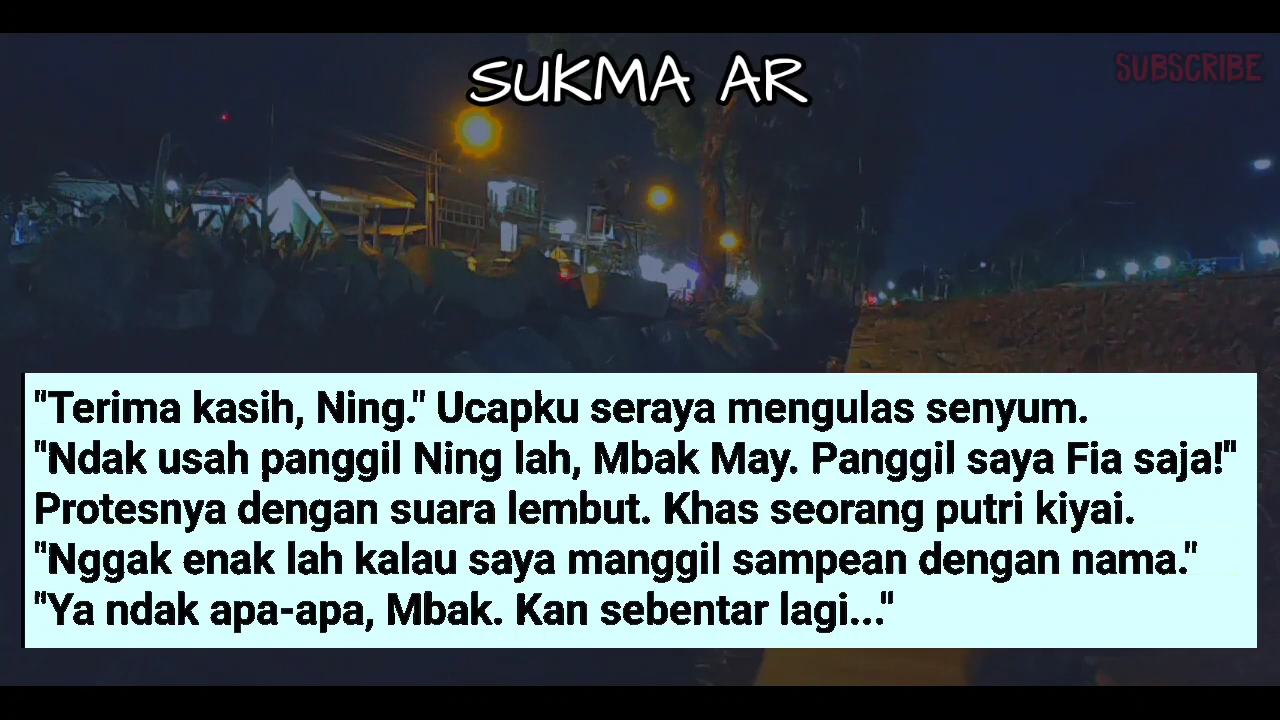 SUKMA AR
SUBSCRIBE
"Terima kasih, Ning." Ucapku seraya mengulas senyum.
"Ndak usah panggil Ning lah, Mbak May. Panggil saya Fia saja!"
Protesnya dengan suara lembut. Khas seorang putri kiyai.
"Nggak enak lah kalau saya manggil sampean dengan nama."
"Ya ndak apa-apa, Mbak. Kan sebentar lagi..."